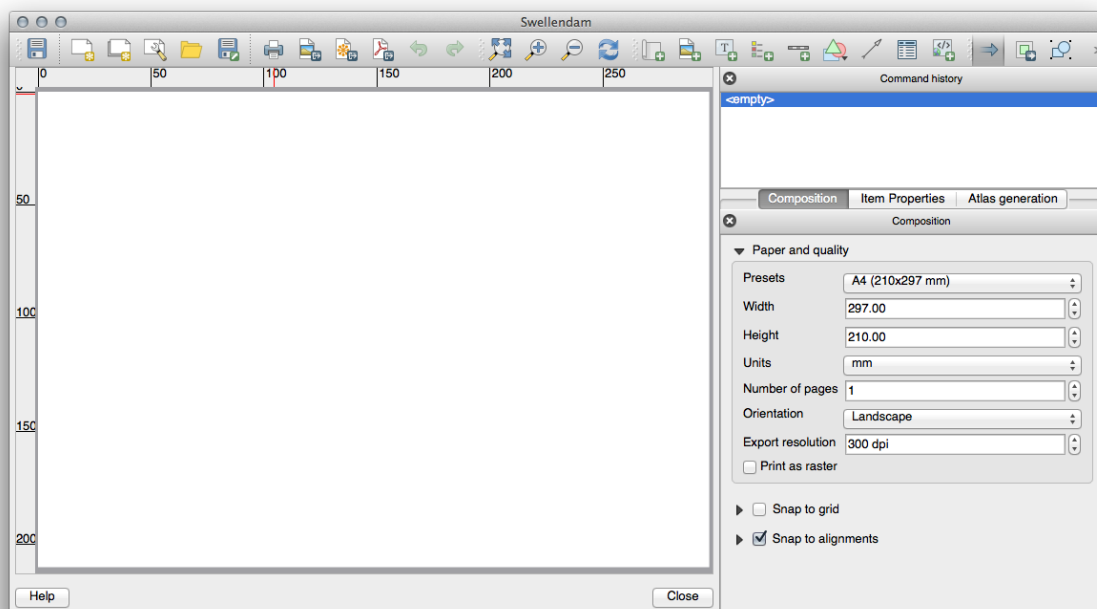 Swellendam
0 50 100 150 200 250
0
50
100
150
200
Command history
<empty>
Composition Item Properties Atlas generation
Composition
Paper and quality
Presets A4 (210x297 mm)
Width 297.00
Height 210.00
Units mm
Number of pages 1
Orientation Landscape
Export resolution 300 dpi
Print as raster
Snap to grid
Snap to alignments
Help Close